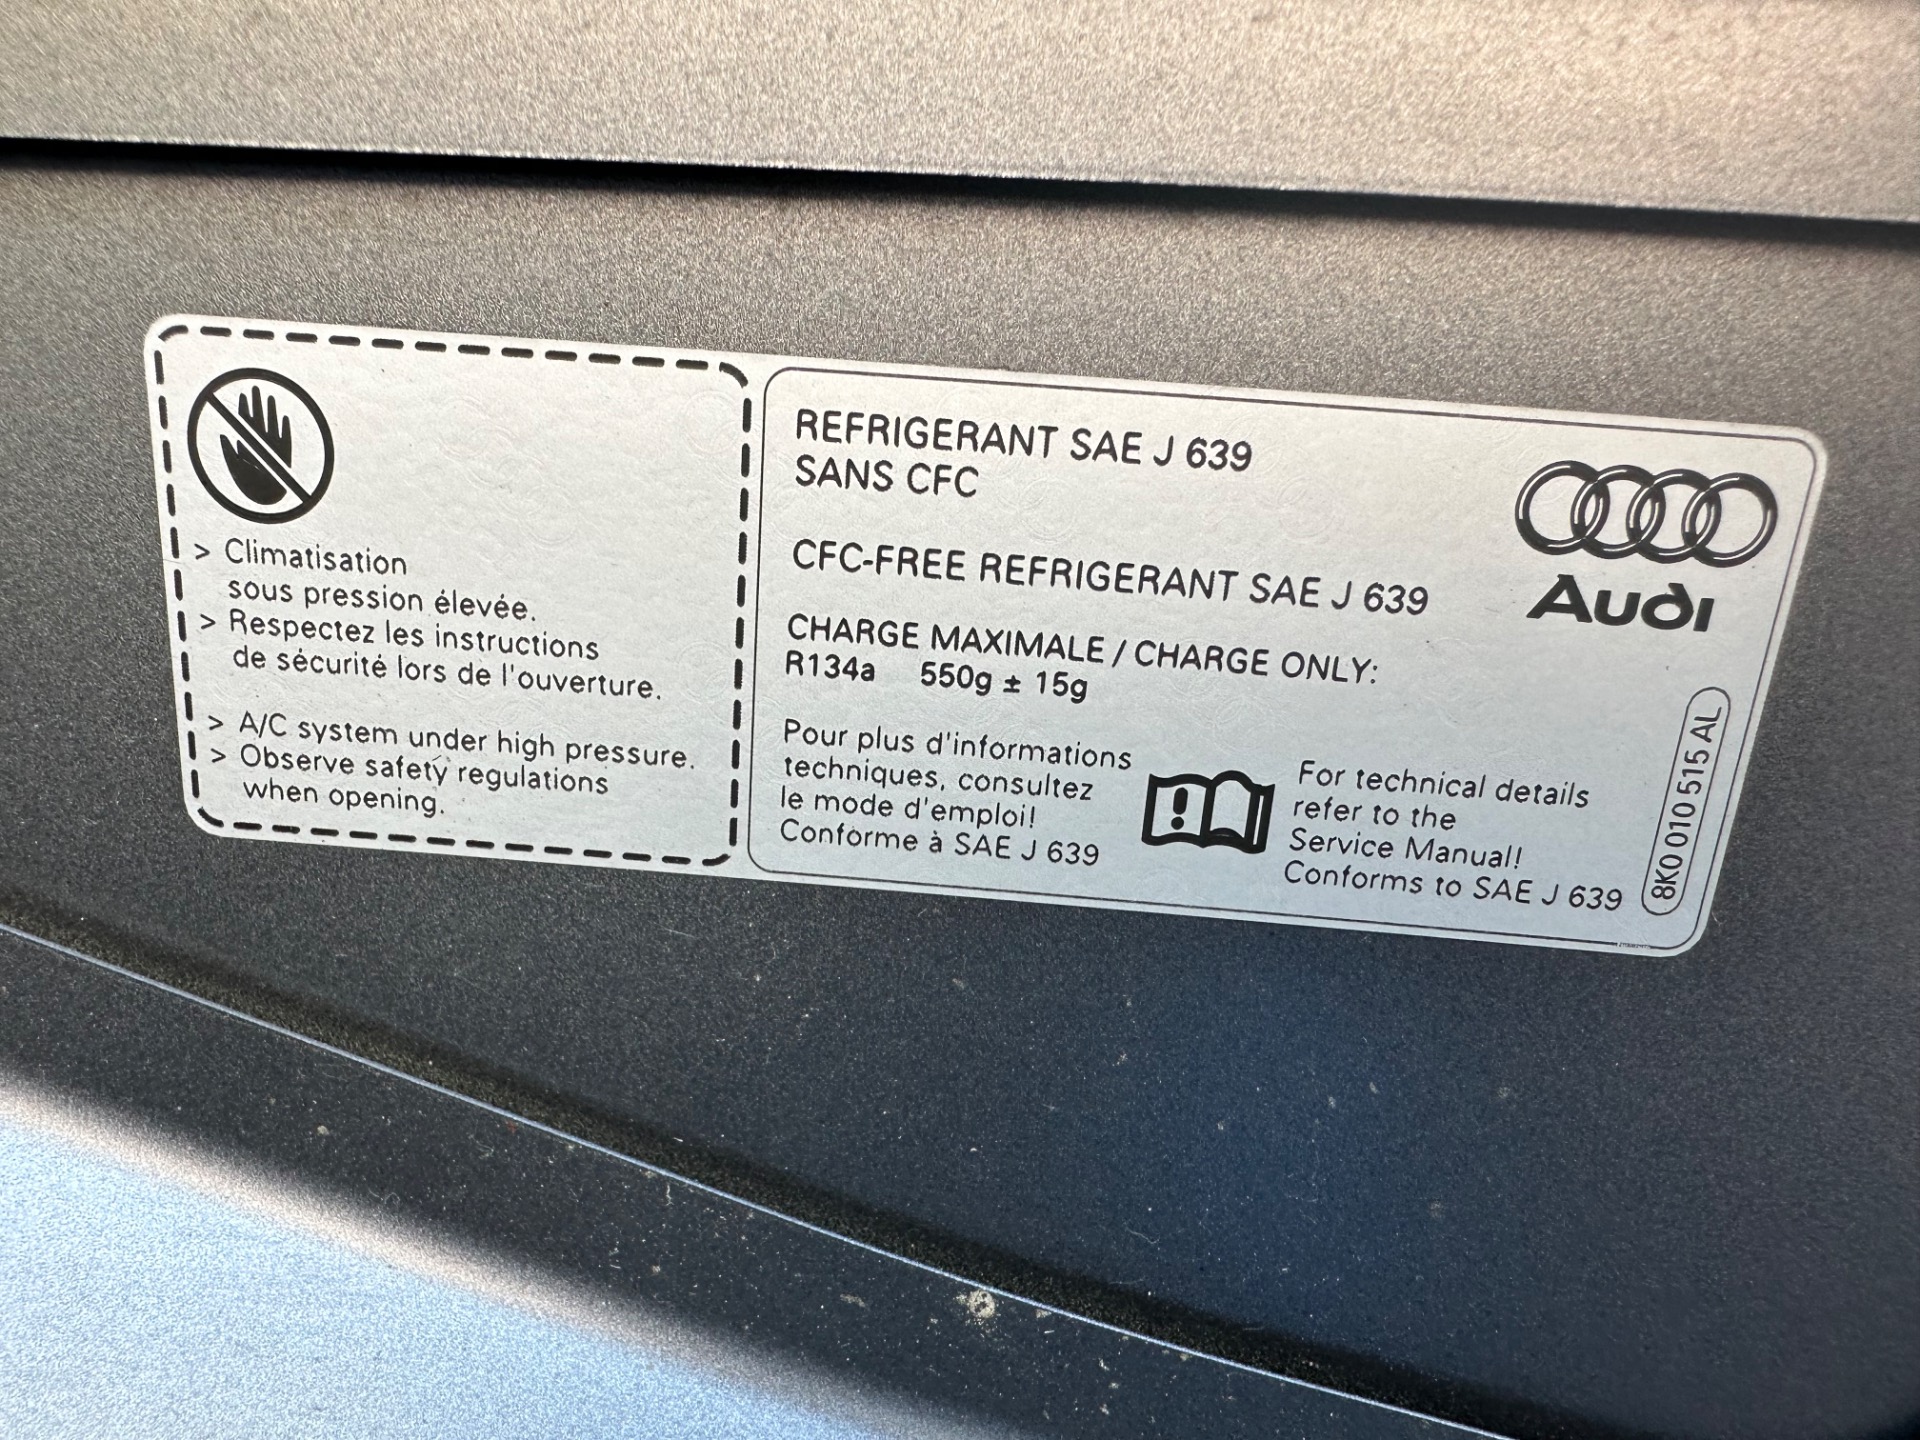 > Climatisation
sous pression élevée.
> Respectez les instructions
de sécurité lors de l'ouverture.
> A/C system under high pressure.
> Observe safety regulations
when opening.
REFRIGERANT SAE J 639
SANS CFC
CFC-FREE REFRIGERANT SAE J 639
CHARGE MAXIMALE / CHARGE ONLY:
R134a 550g ± 15g
Pour plus d'informations
techniques, consultez
le mode d'emploi!
Conforme à SAE J 639
For technical details
refer to the
Service Manual!
Conforms to SAE J 639
Audi
8K0 010 515 AL